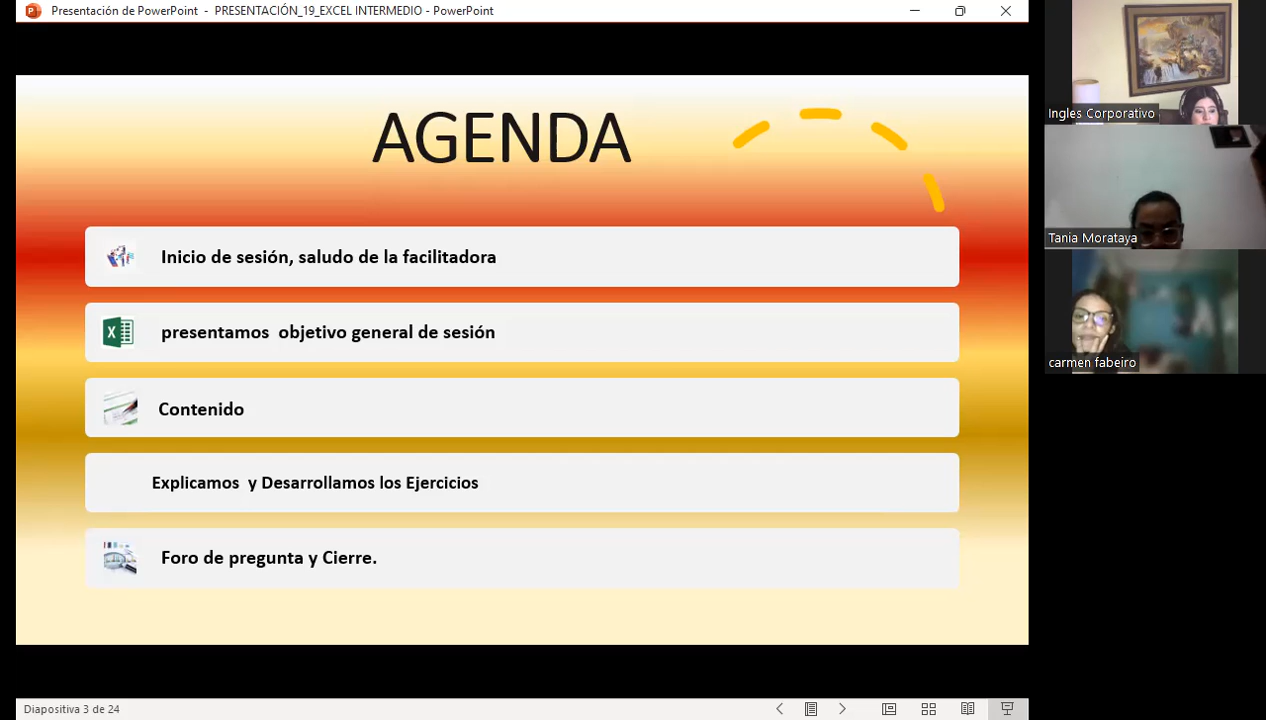 Presentación de PowerPoint - PRESENTACIÓN_19_EXCEL INTERMEDIO - PowerPoint
AGENDA
Inicio de sesión, saludo de la facilitadora
presentamos objetivo general de sesión
Contenido
Explicamos y Desarrollamos los Ejercicios
Foro de pregunta y Cierre.
Diapositiva 3 de 24
Ingles Corporativo
Tania Morataya
carmen fabeiro